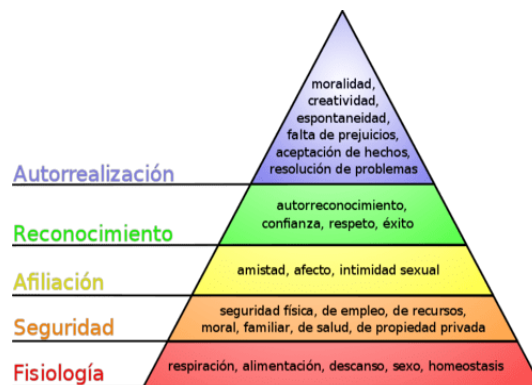 moralidad,
creatividad,
espontaneidad,
falta de prejuicios,
aceptación de hechos,
resolución de problemas
Autorrealización
autorreconocimiento,
confianza, respeto, éxito
Reconocimiento
amistad, afecto, intimidad sexual
Afiliación
seguridad física, de empleo, de recursos,
moral, familiar, de salud, de propiedad privada
Seguridad
respiración, alimentación, descanso, sexo, homeostasis
Fisiología